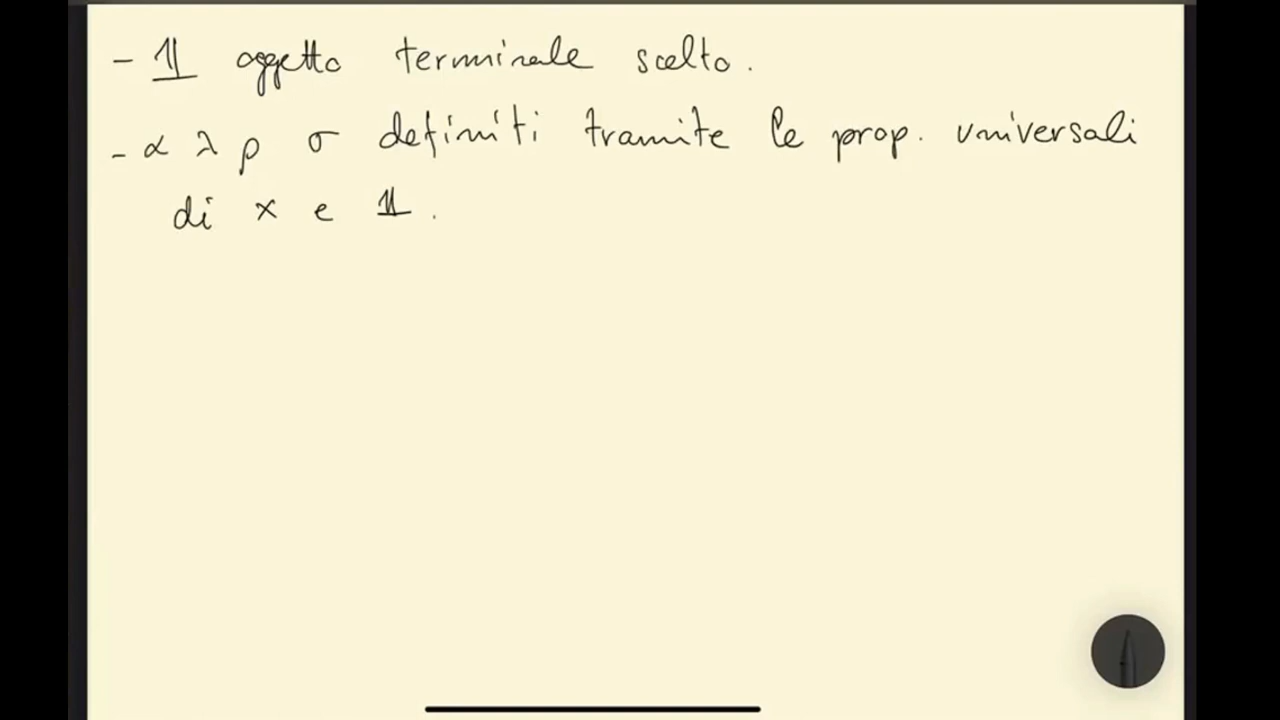 - 𝟙 oggetto terminale scelto.
- α λ ρ σ definiti tramite le prop. universali
di × e 𝟙.